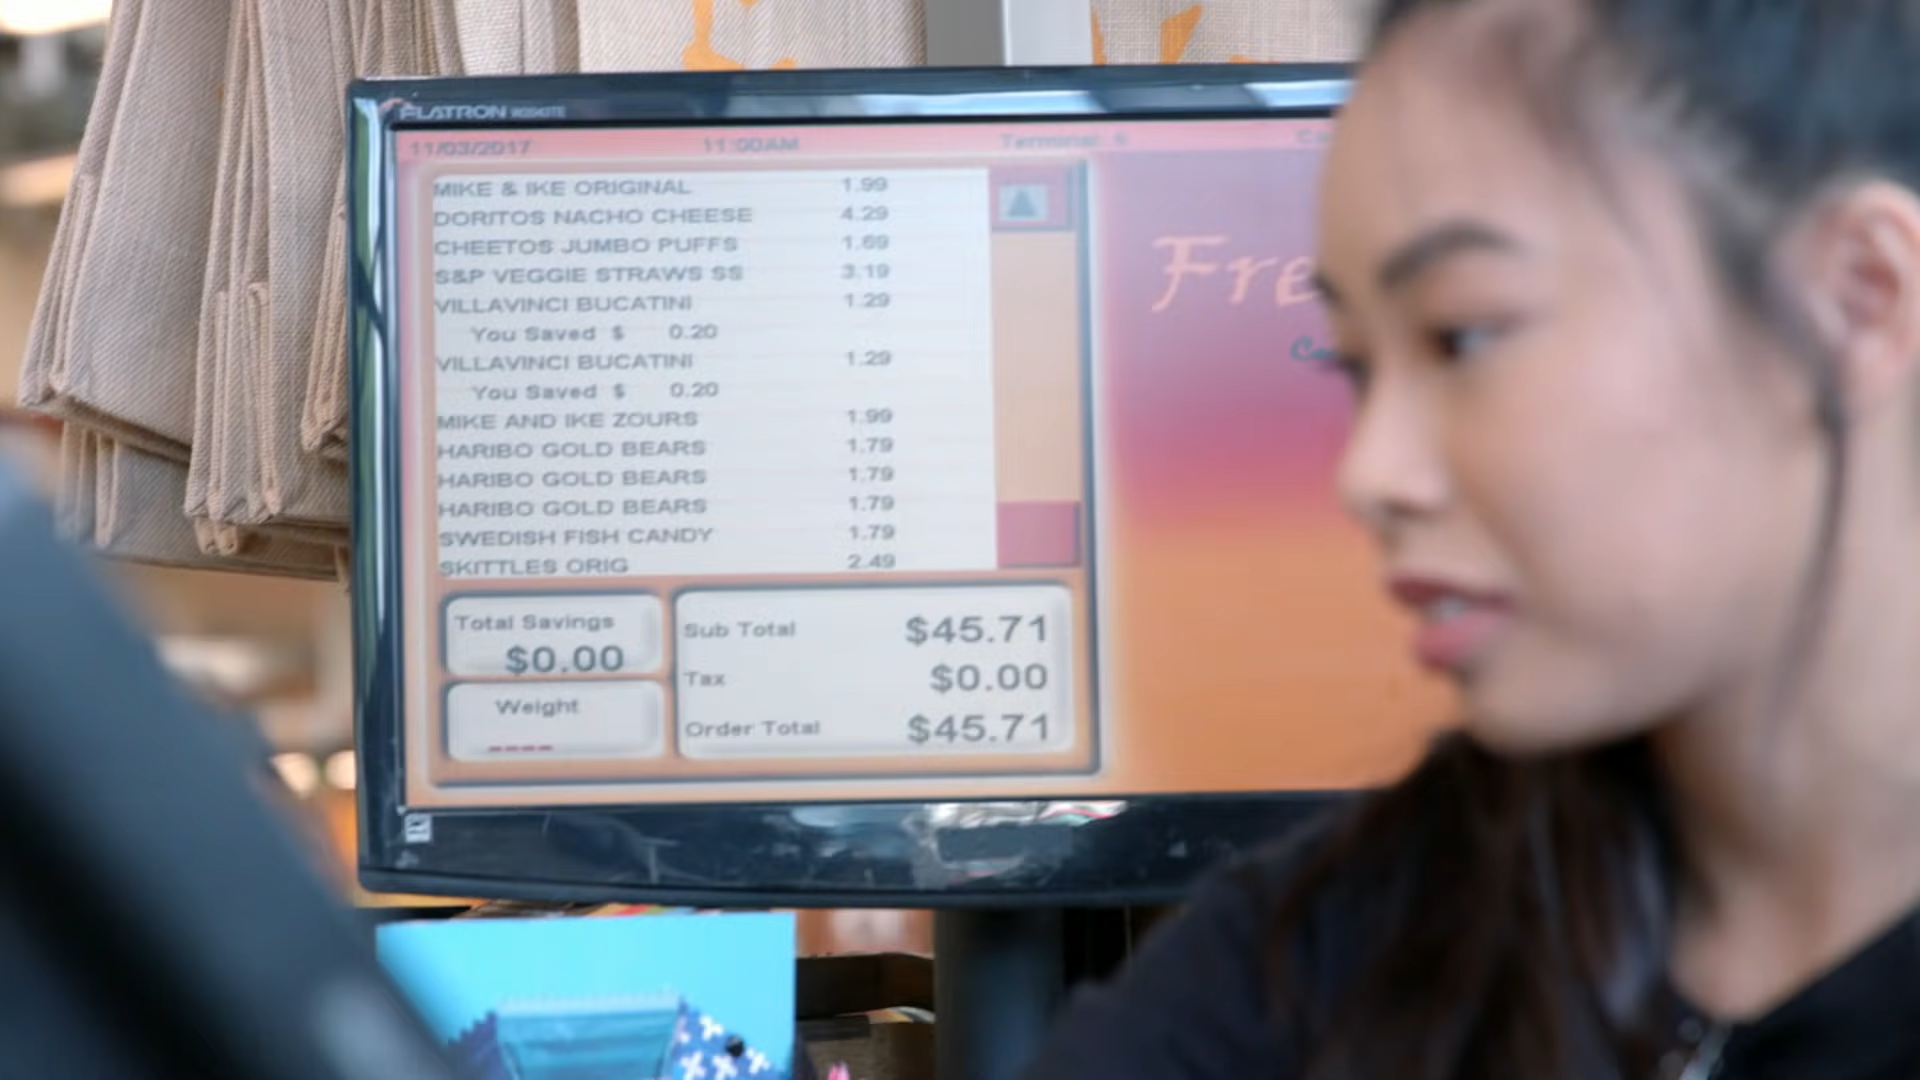 FLATRON
11/03/2017 11:00AM Terminal: 6
MIKE & IKE ORIGINAL 1.99
DORITOS NACHO CHEESE 4.29
CHEETOS JUMBO PUFFS 1.69
S&P VEGGIE STRAWS SS 3.19
VILLAVINCI BUCATINI 1.29
You Saved $ 0.20
VILLAVINCI BUCATINI 1.29
You Saved $ 0.20
MIKE AND IKE ZOURS 1.99
HARIBO GOLD BEARS 1.79
HARIBO GOLD BEARS 1.79
HARIBO GOLD BEARS 1.79
SWEDISH FISH CANDY 1.79
SKITTLES ORIG 2.49
Total Savings
$0.00
Weight
----
Sub Total $45.71
Tax $0.00
Order Total $45.71
Fre